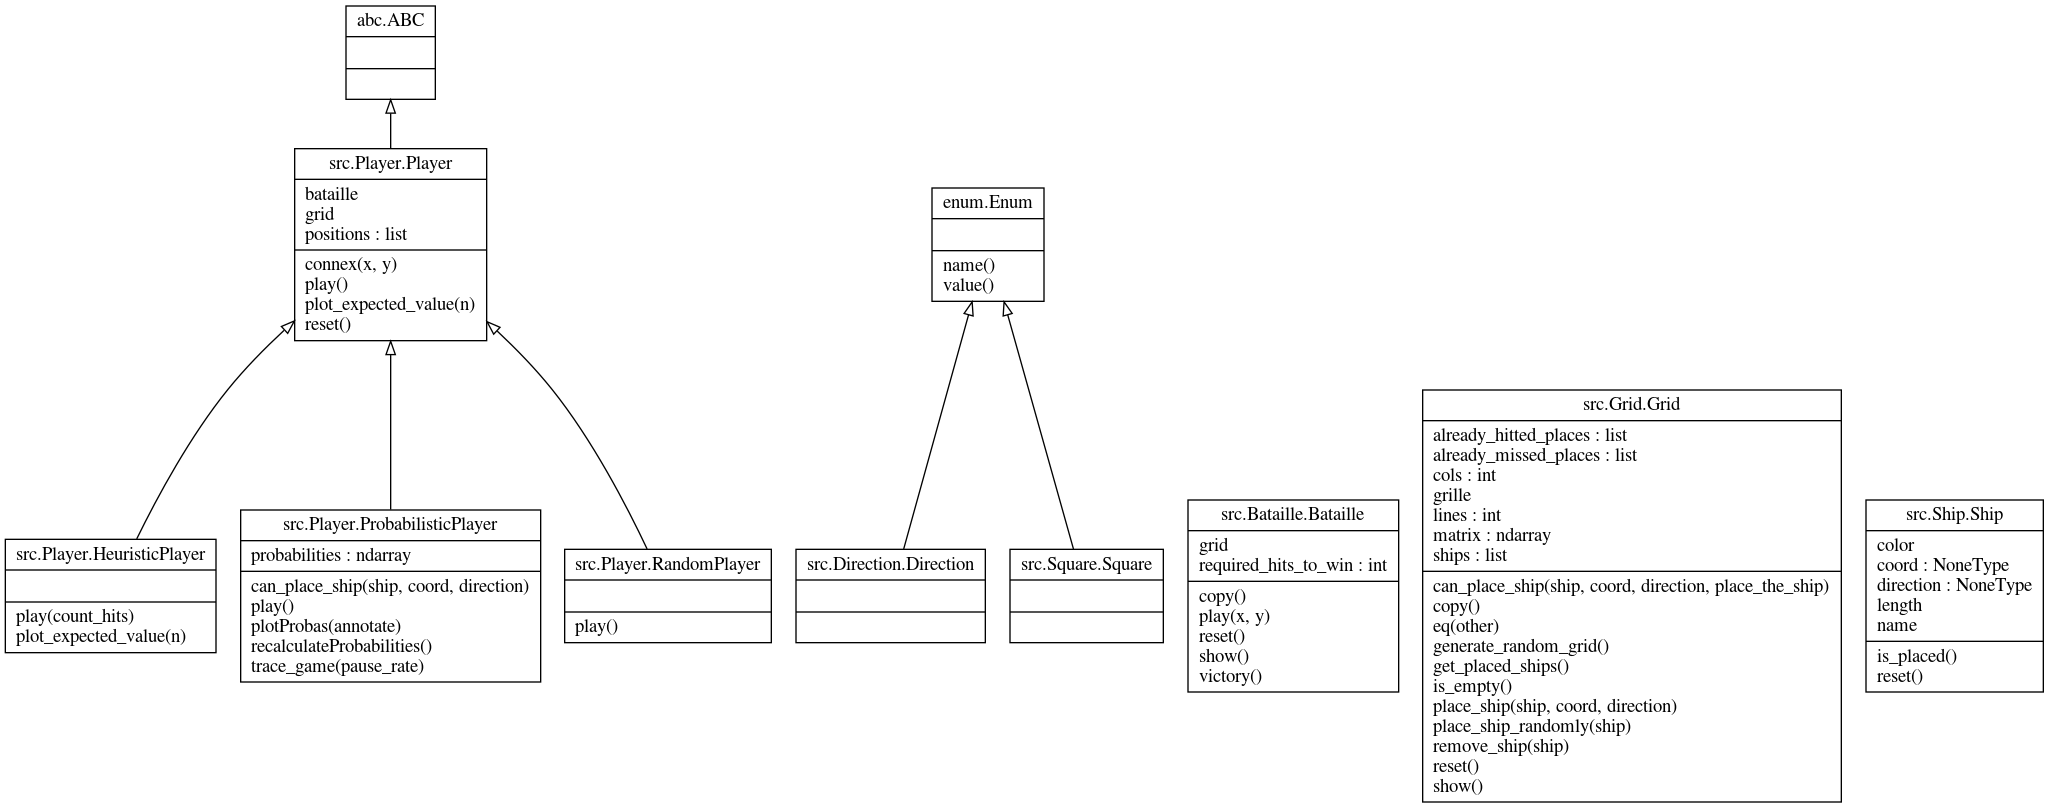 abc.ABC
src.Player.Player
bataille
grid
positions : list
connex(x, y)
play()
plot_expected_value(n)
reset()
src.Player.HeuristicPlayer
play(count_hits)
plot_expected_value(n)
src.Player.ProbabilisticPlayer
probabilities : ndarray
can_place_ship(ship, coord, direction)
play()
plotProbas(annotate)
recalculateProbabilities()
trace_game(pause_rate)
src.Player.RandomPlayer
play()
enum.Enum
name()
value()
src.Direction.Direction
src.Square.Square
src.Bataille.Bataille
grid
required_hits_to_win : int
copy()
play(x, y)
reset()
show()
victory()
src.Grid.Grid
already_hitted_places : list
already_missed_places : list
cols : int
grille
lines : int
matrix : ndarray
ships : list
can_place_ship(ship, coord, direction, place_the_ship)
copy()
eq(other)
generate_random_grid()
get_placed_ships()
is_empty()
place_ship(ship, coord, direction)
place_ship_randomly(ship)
remove_ship(ship)
reset()
show()
src.Ship.Ship
color
coord : NoneType
direction : NoneType
length
name
is_placed()
reset()